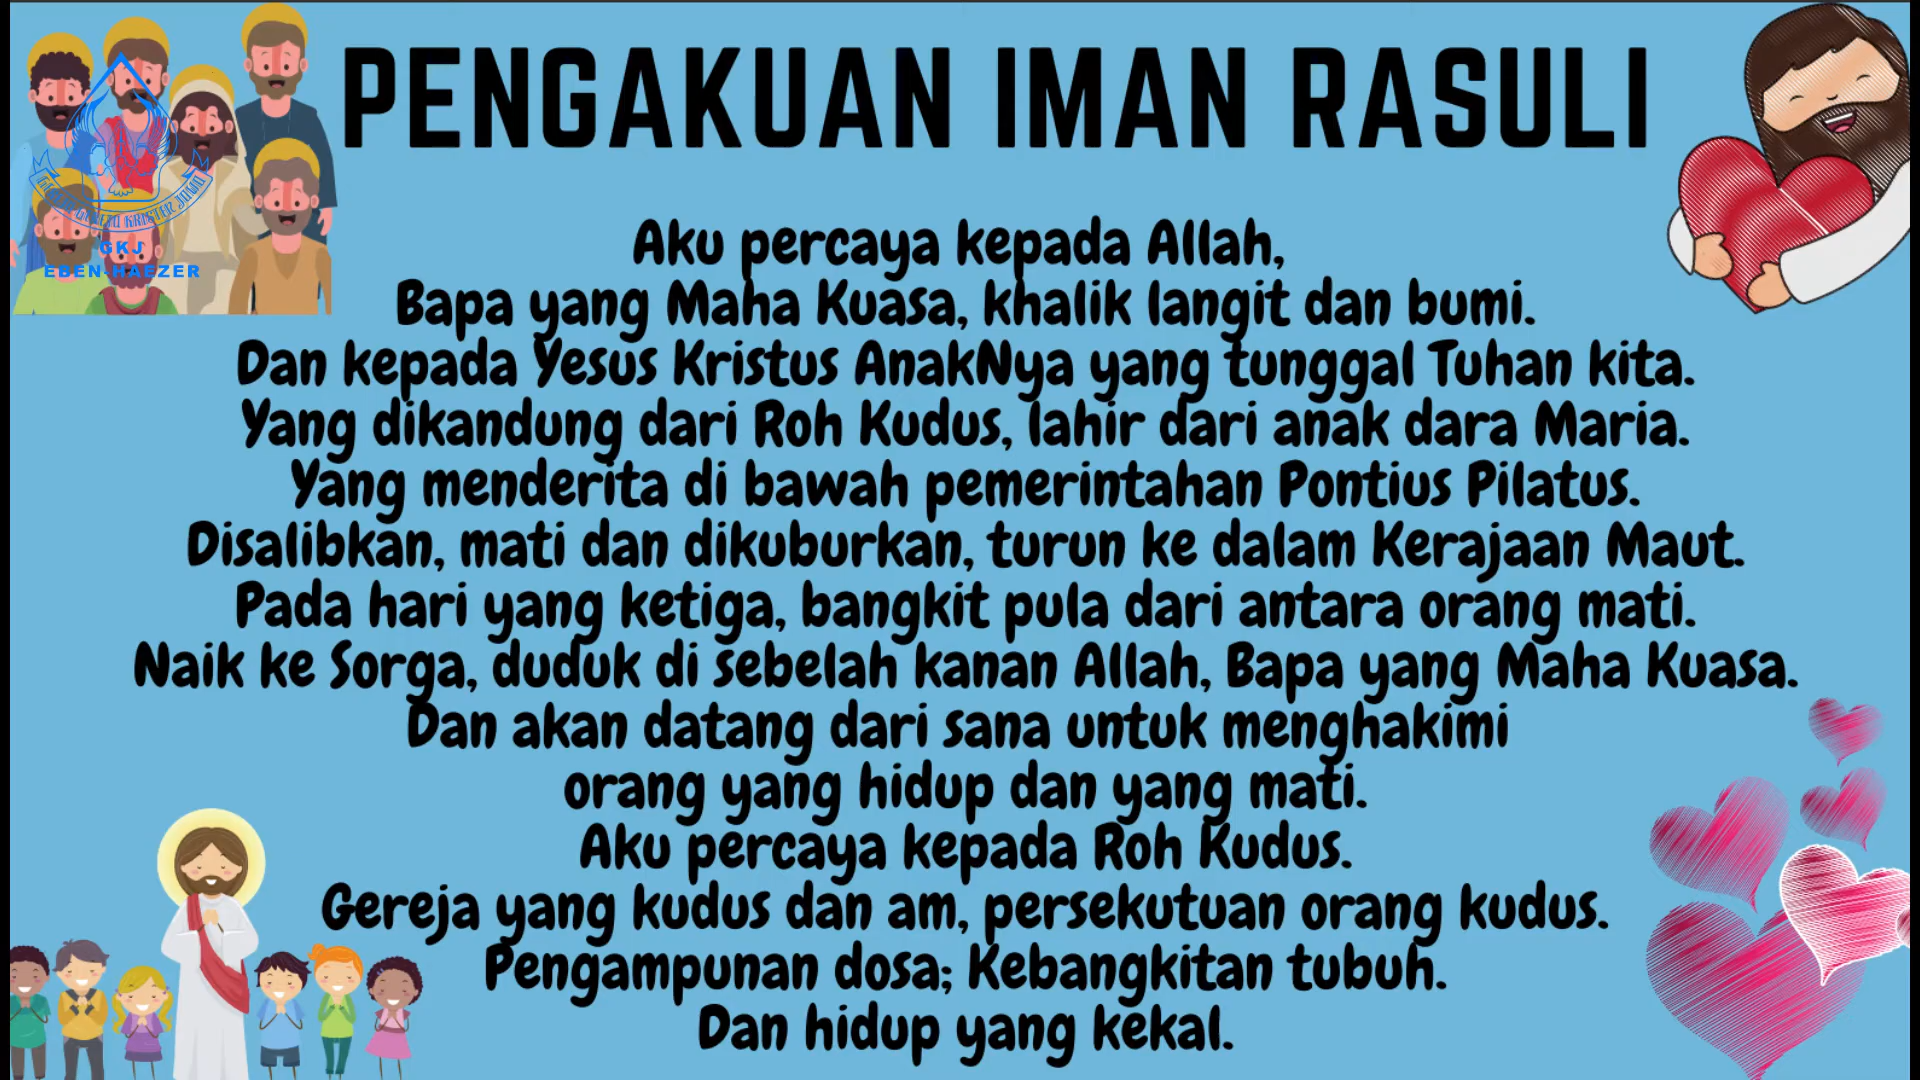 PENGAKUAN IMAN RASULI
GKJ
EBEN-HAEZER
Aku percaya kepada Allah,
Bapa yang Maha Kuasa, khalik langit dan bumi.
Dan kepada Yesus Kristus AnakNya yang tunggal Tuhan kita.
Yang dikandung dari Roh Kudus, lahir dari anak dara Maria.
Yang menderita di bawah pemerintahan Pontius Pilatus.
Disalibkan, mati dan dikuburkan, turun ke dalam Kerajaan Maut.
Pada hari yang ketiga, bangkit pula dari antara orang mati.
Naik ke Sorga, duduk di sebelah kanan Allah, Bapa yang Maha Kuasa.
Dan akan datang dari sana untuk menghakimi
orang yang hidup dan yang mati.
Aku percaya kepada Roh Kudus.
Gereja yang kudus dan am, persekutuan orang kudus.
Pengampunan dosa; Kebangkitan tubuh.
Dan hidup yang kekal.